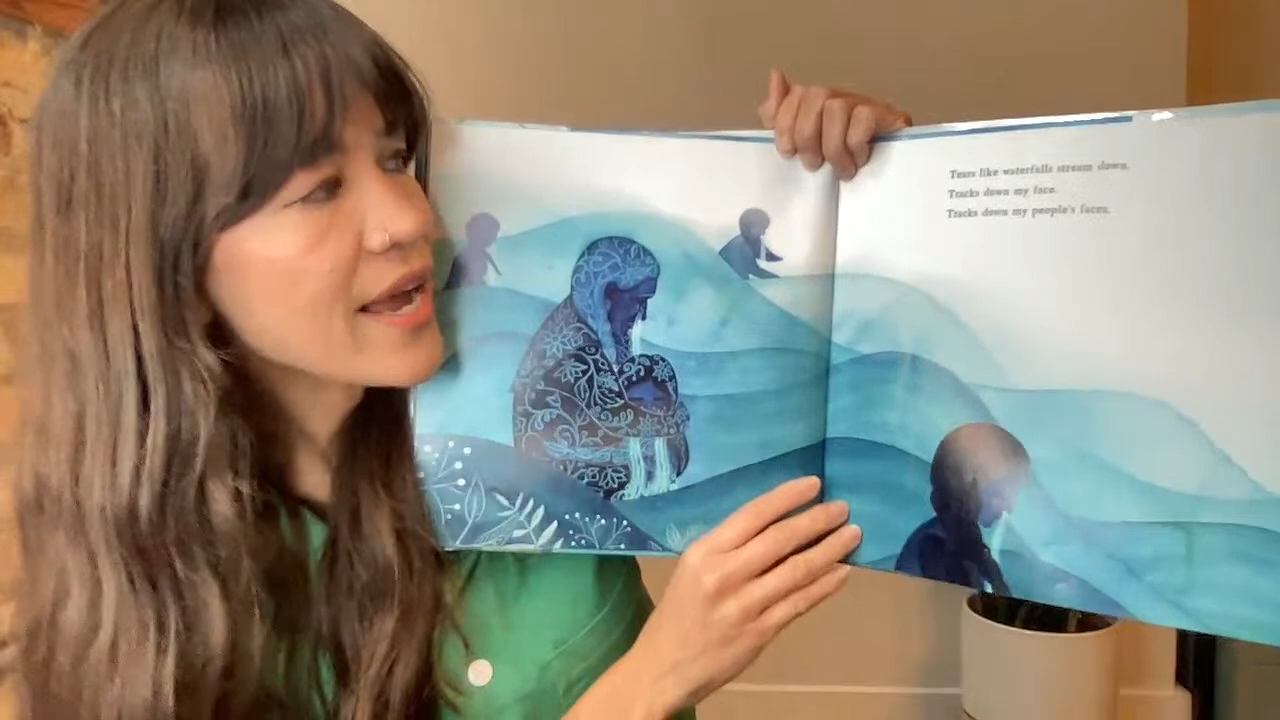 Tears like waterfalls stream down.
Tracks down my face.
Tracks down my people's faces.